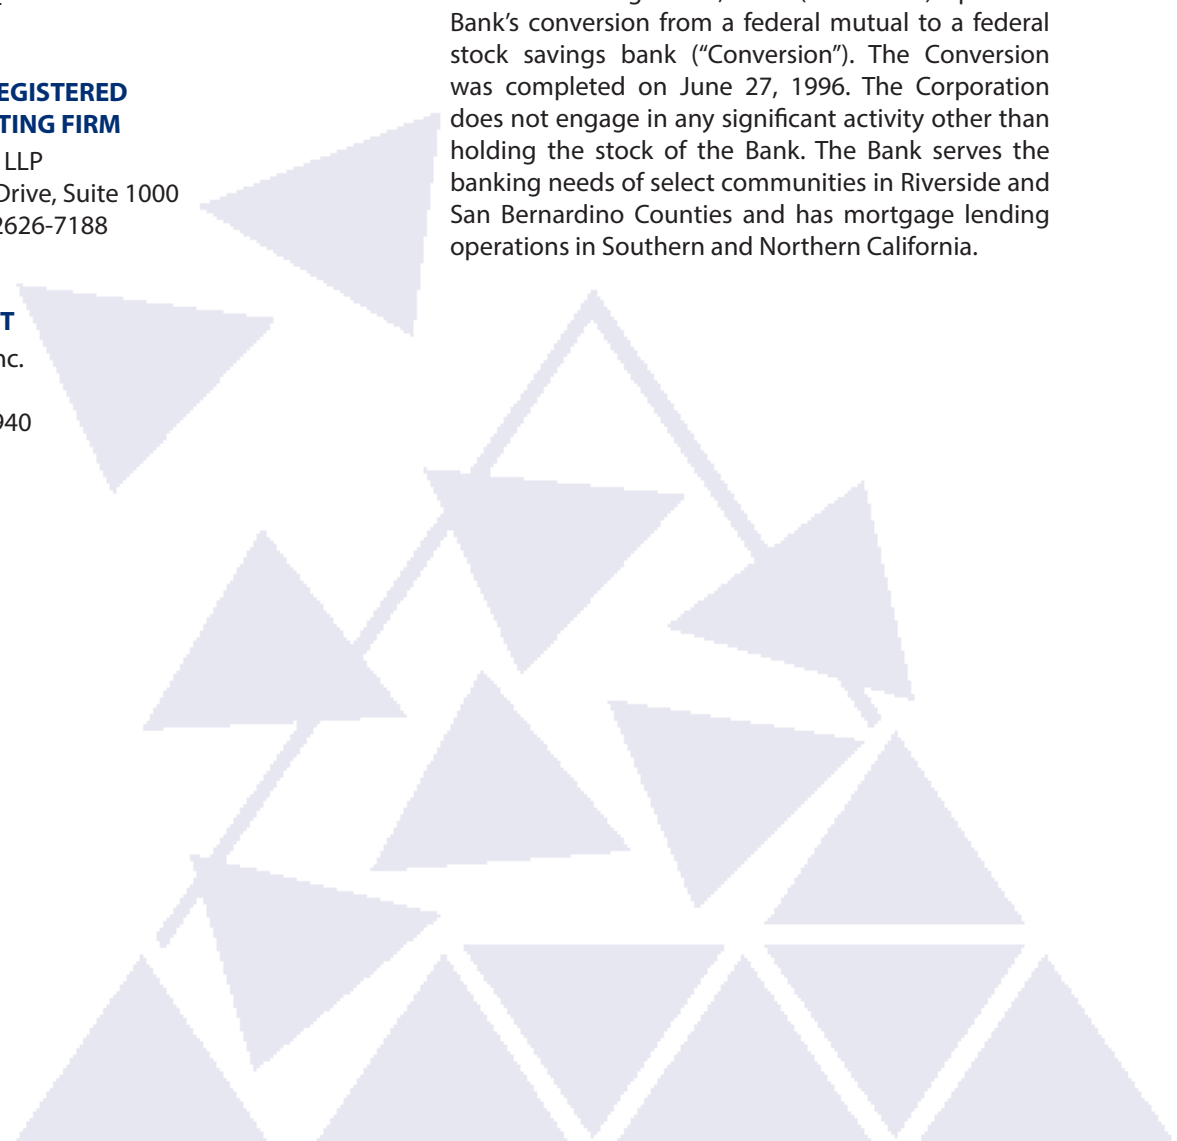 EGISTERED
TING FIRM
LLP
Drive, Suite 1000
2626-7188
T
nc.
940
Bank’s conversion from a federal mutual to a federal
stock savings bank (“Conversion”). The Conversion
was completed on June 27, 1996. The Corporation
does not engage in any significant activity other than
holding the stock of the Bank. The Bank serves the
banking needs of select communities in Riverside and
San Bernardino Counties and has mortgage lending
operations in Southern and Northern California.